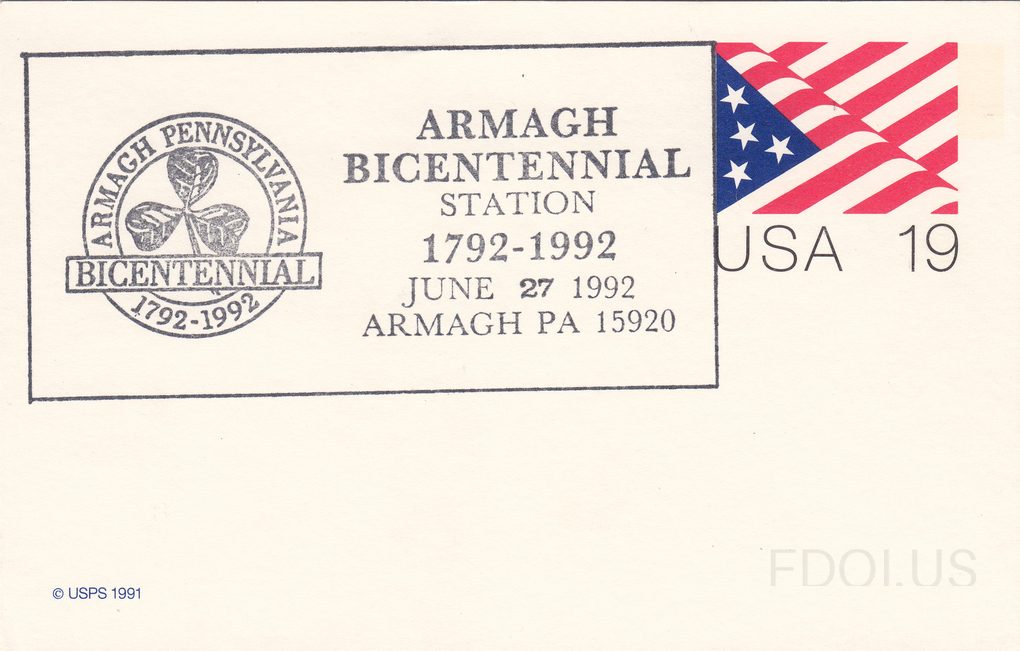 ARMAGH PENNSYLVANIA
BICENTENNIAL
1792-1992
ARMAGH
BICENTENNIAL
STATION
1792-1992
JUNE 27 1992
ARMAGH PA 15920
USA 19
© USPS 1991
FDOI.US